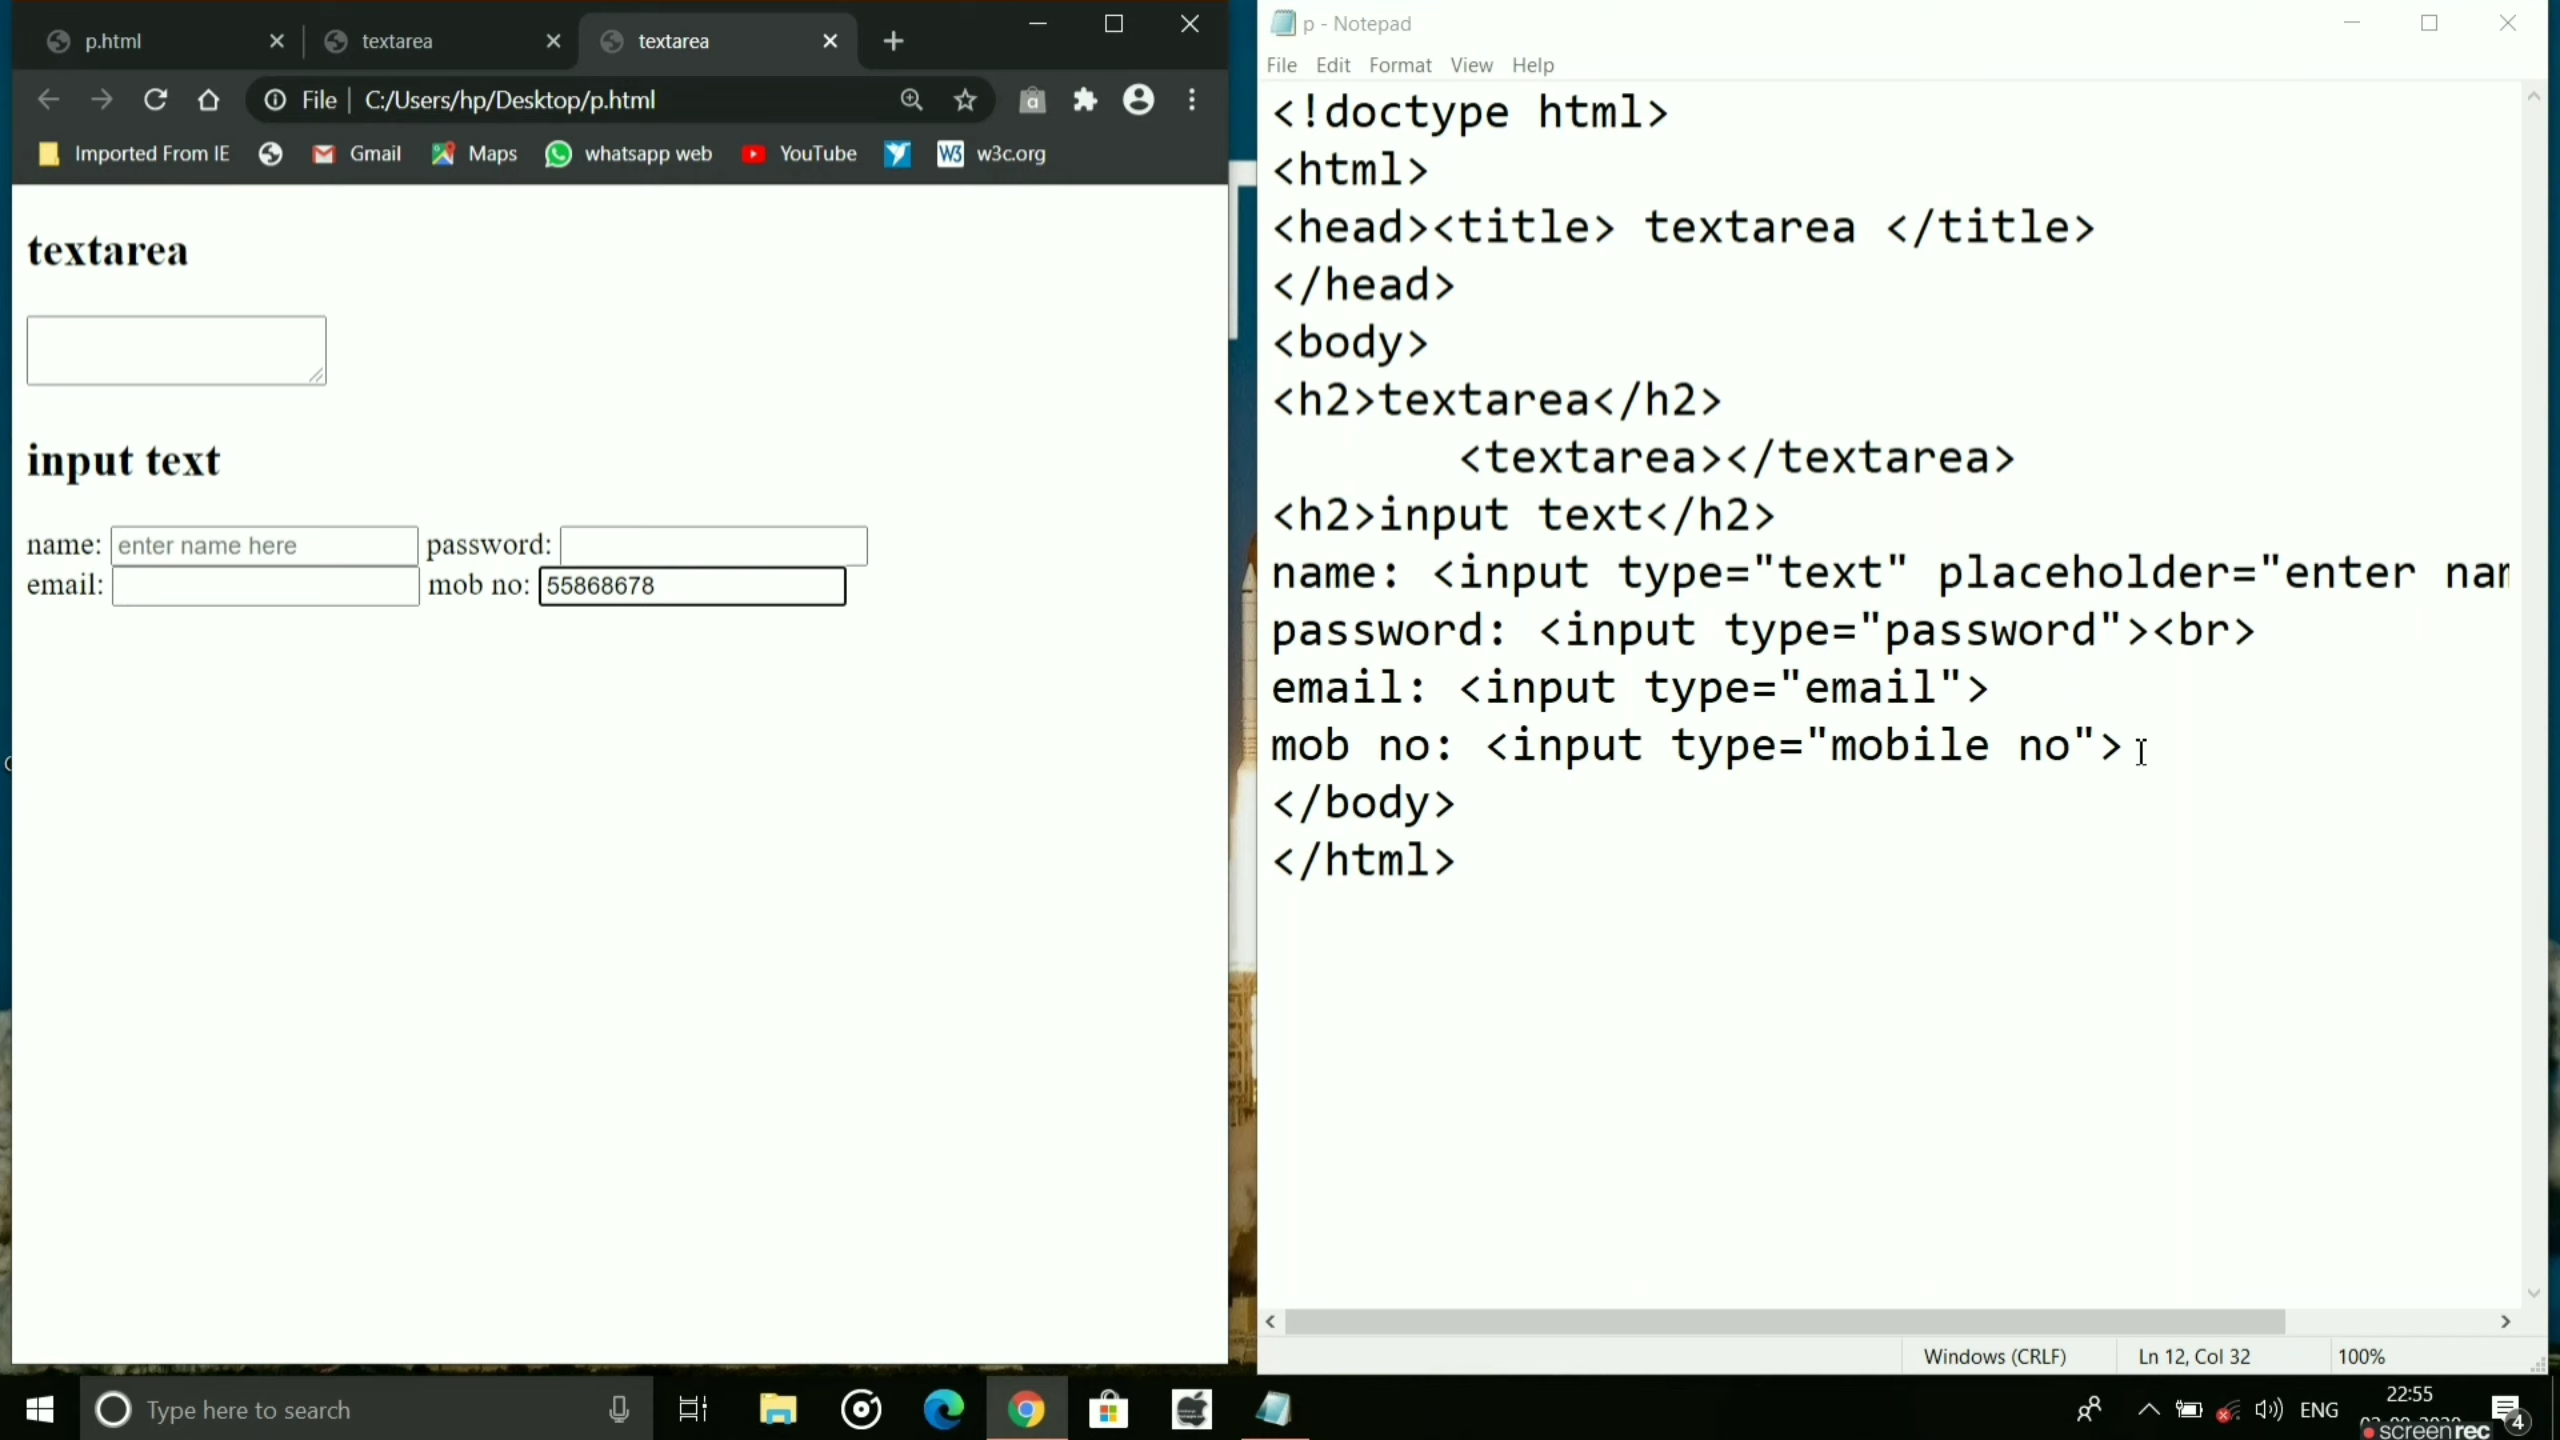 p.html
textarea
textarea
File
C:/Users/hp/Desktop/p.html
Imported From IE
Gmail
Maps
whatsapp web
YouTube
W3
w3c.org
textarea
input text
name: enter name here password:
email: mob no: 55868678
p - Notepad
File Edit Format View Help
<!doctype html>
<html>
<head><title> textarea </title>
</head>
<body>
<h2>textarea</h2>
<textarea></textarea>
<h2>input text</h2>
name: <input type="text" placeholder="enter nam
password: <input type="password"><br>
email: <input type="email">
mob no: <input type="mobile no">
</body>
</html>
Windows (CRLF)
Ln 12, Col 32
100%
Type here to search
ENG
22:55
4
screenrec